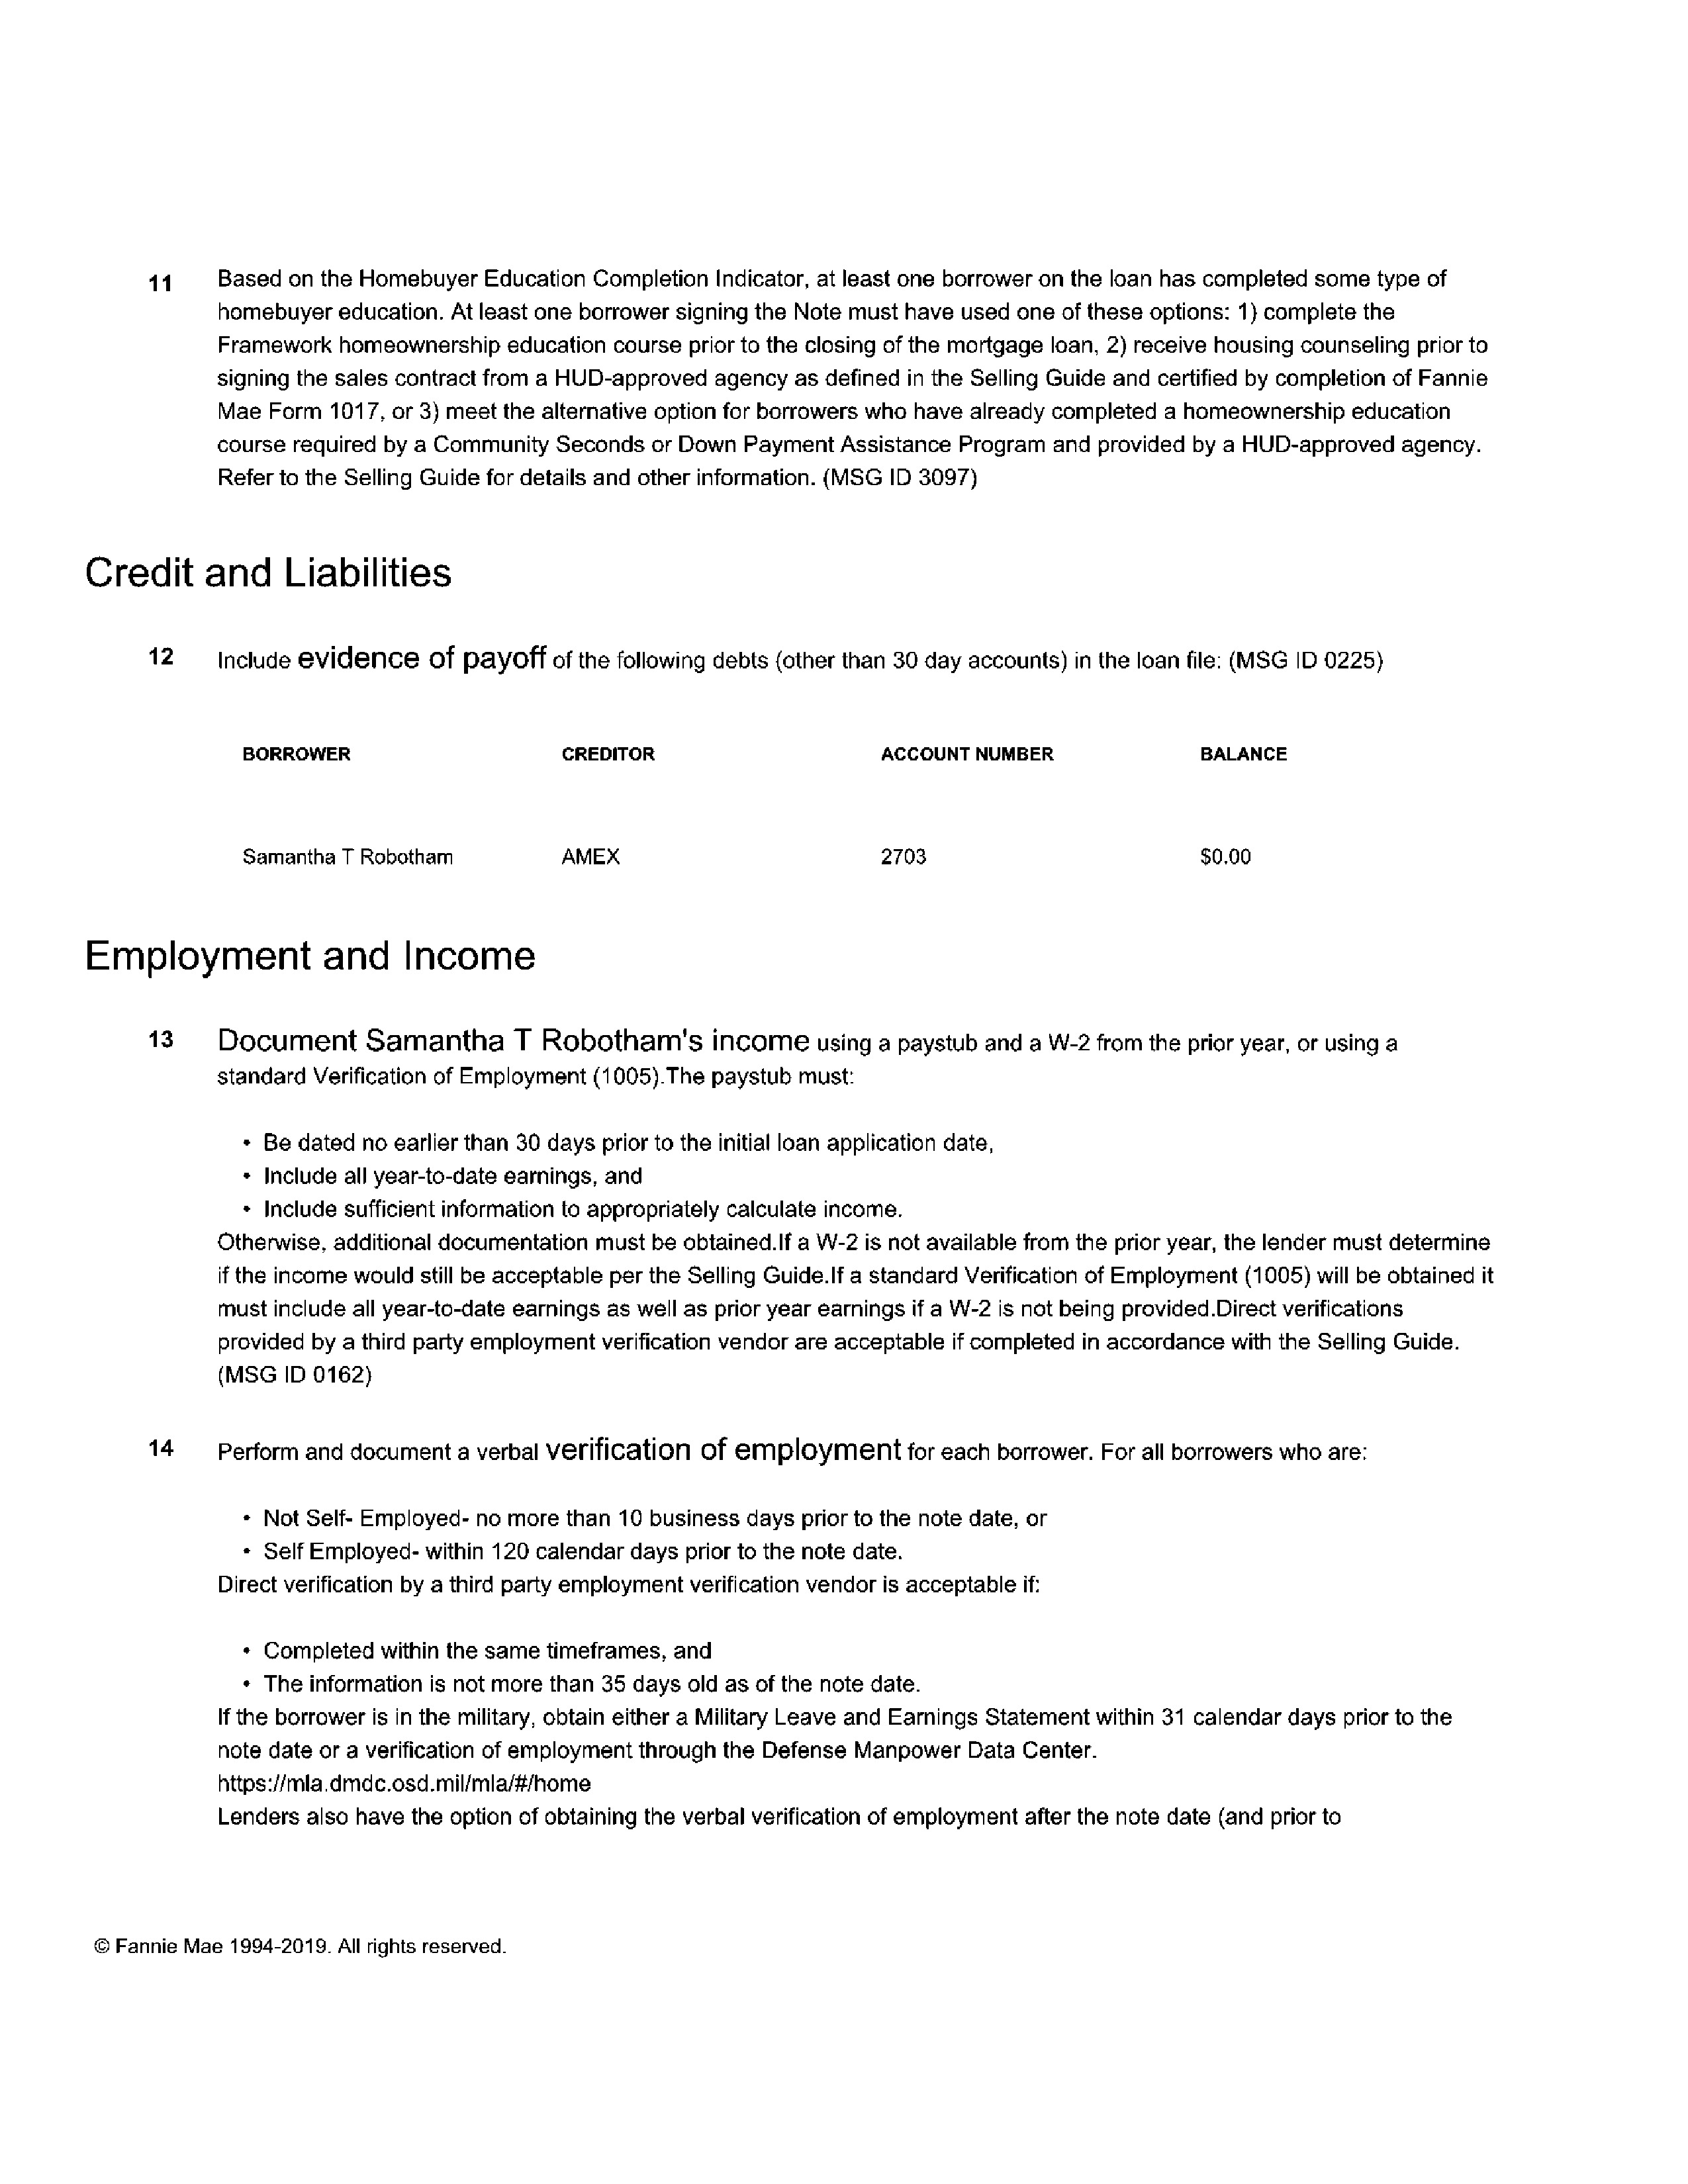 11 Based on the Homebuyer Education Completion Indicator, at least one borrower on the loan has completed some type of
homebuyer education. At least one borrower signing the Note must have used one of these options: 1) complete the
Framework homeownership education course prior to the closing of the mortgage loan, 2) receive housing counseling prior to
signing the sales contract from a HUD-approved agency as defined in the Selling Guide and certified by completion of Fannie
Mae Form 1017, or 3) meet the alternative option for borrowers who have already completed a homeownership education
course required by a Community Seconds or Down Payment Assistance Program and provided by a HUD-approved agency.
Refer to the Selling Guide for details and other information. (MSG ID 3097)
Credit and Liabilities
12 Include evidence of payoff of the following debts (other than 30 day accounts) in the loan file: (MSG ID 0225)
BORROWER CREDITOR ACCOUNT NUMBER BALANCE
Samantha T Robotham AMEX 2703 $0.00
Employment and Income
13 Document Samantha T Robotham's income using a paystub and a W-2 from the prior year, or using a
standard Verification of Employment (1005).The paystub must:
• Be dated no earlier than 30 days prior to the initial loan application date,
• Include all year-to-date earnings, and
• Include sufficient information to appropriately calculate income.
Otherwise, additional documentation must be obtained.If a W-2 is not available from the prior year, the lender must determine
if the income would still be acceptable per the Selling Guide.If a standard Verification of Employment (1005) will be obtained it
must include all year-to-date earnings as well as prior year earnings if a W-2 is not being provided.Direct verifications
provided by a third party employment verification vendor are acceptable if completed in accordance with the Selling Guide.
(MSG ID 0162)
14 Perform and document a verbal verification of employment for each borrower. For all borrowers who are:
• Not Self- Employed- no more than 10 business days prior to the note date, or
• Self Employed- within 120 calendar days prior to the note date.
Direct verification by a third party employment verification vendor is acceptable if:
• Completed within the same timeframes, and
• The information is not more than 35 days old as of the note date.
If the borrower is in the military, obtain either a Military Leave and Earnings Statement within 31 calendar days prior to the
note date or a verification of employment through the Defense Manpower Data Center.
https://mla.dmdc.osd.mil/mla/#/home
Lenders also have the option of obtaining the verbal verification of employment after the note date (and prior to
© Fannie Mae 1994-2019. All rights reserved.